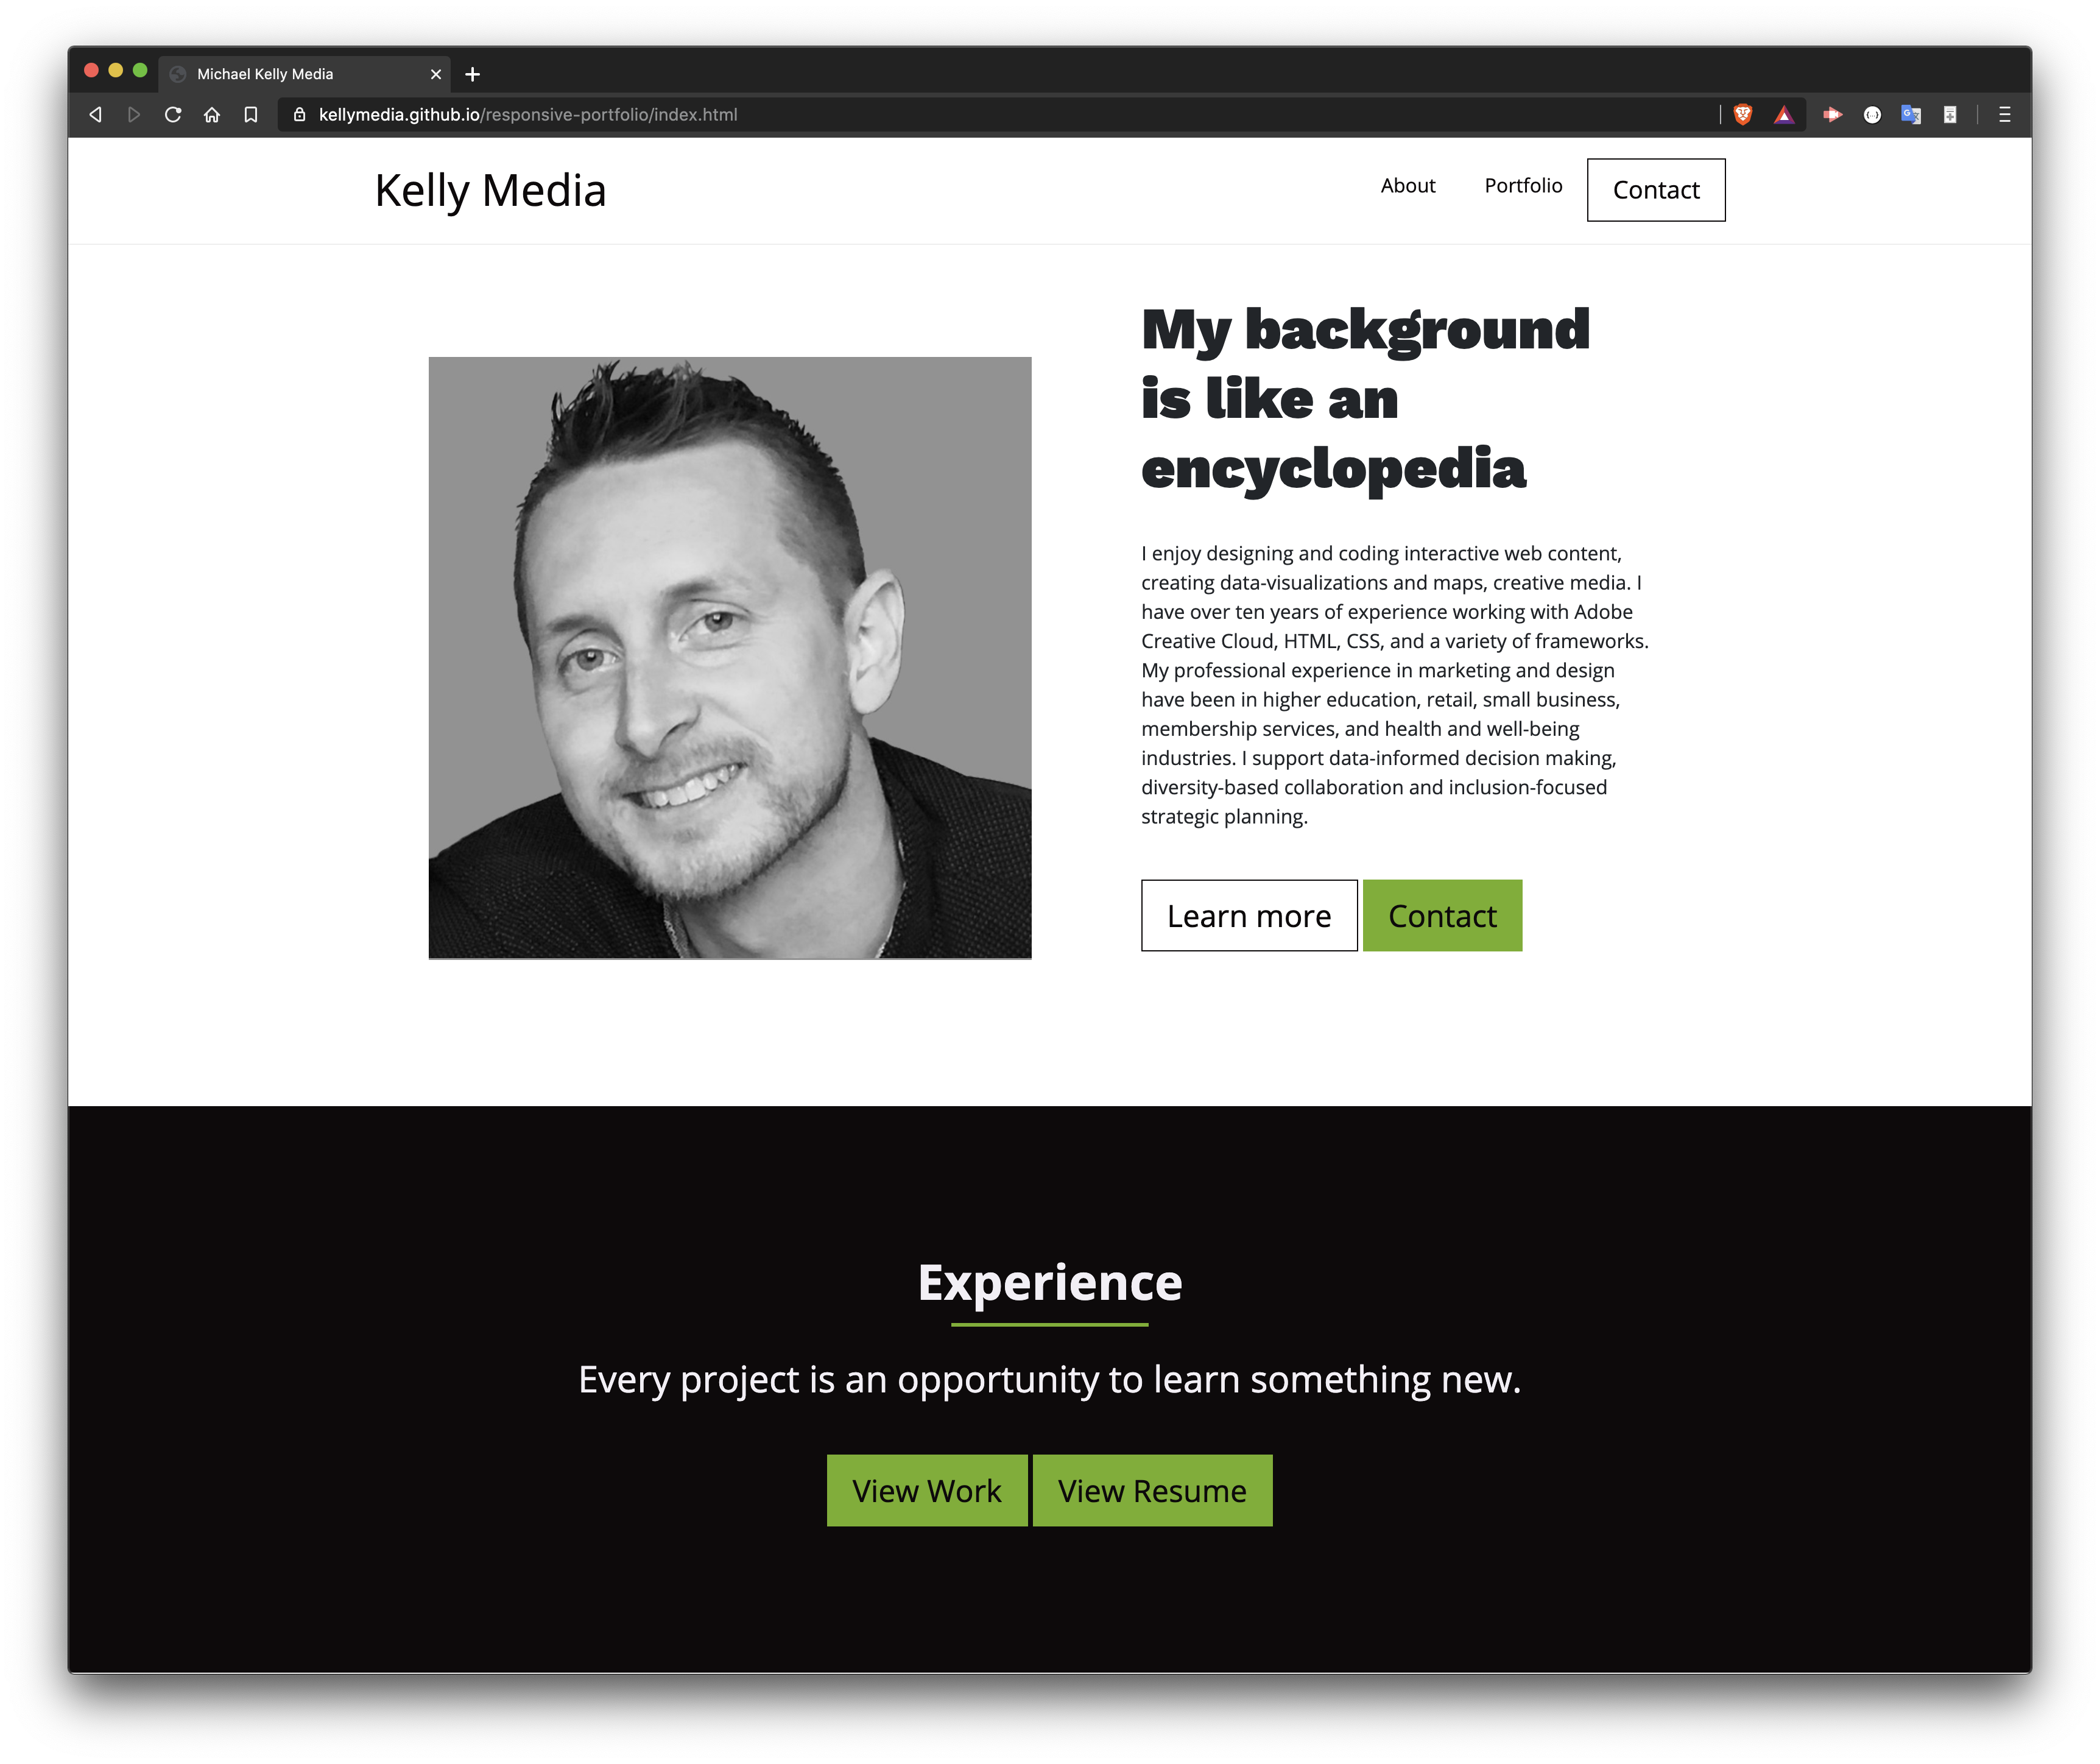 Michael Kelly Media
kellymedia.github.io/responsive-portfolio/index.html
Kelly Media
About
Portfolio
Contact
My background
is like an
encyclopedia
I enjoy designing and coding interactive web content,
creating data-visualizations and maps, creative media. I
have over ten years of experience working with Adobe
Creative Cloud, HTML, CSS, and a variety of frameworks.
My professional experience in marketing and design
have been in higher education, retail, small business,
membership services, and health and well-being
industries. I support data-informed decision making,
diversity-based collaboration and inclusion-focused
strategic planning.
Learn more
Contact
Experience
Every project is an opportunity to learn something new.
View Work
View Resume